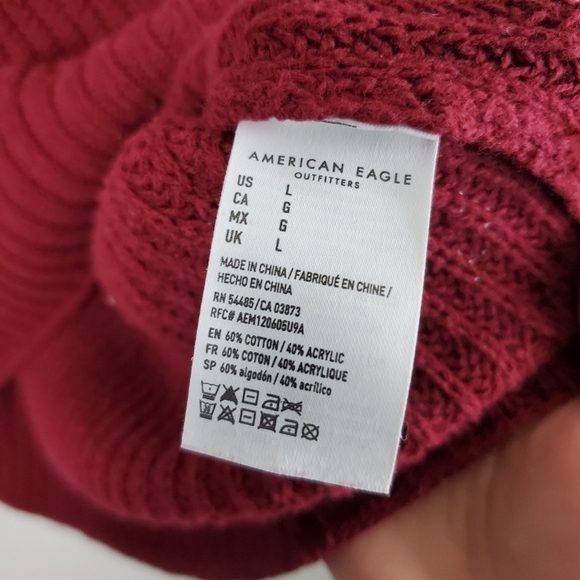 AMERICAN EAGLE
OUTFITTERS
US L
CA G
MX G
UK L
MADE IN CHINA / FABRIQUÉ EN CHINE /
HECHO EN CHINA
RN 54485/CA 03873
RFC# AEM120605U9A
EN 60% COTTON / 40% ACRYLIC
FR 60% COTON / 40% ACRYLIQUE
SP 60% algodón / 40% acrílico